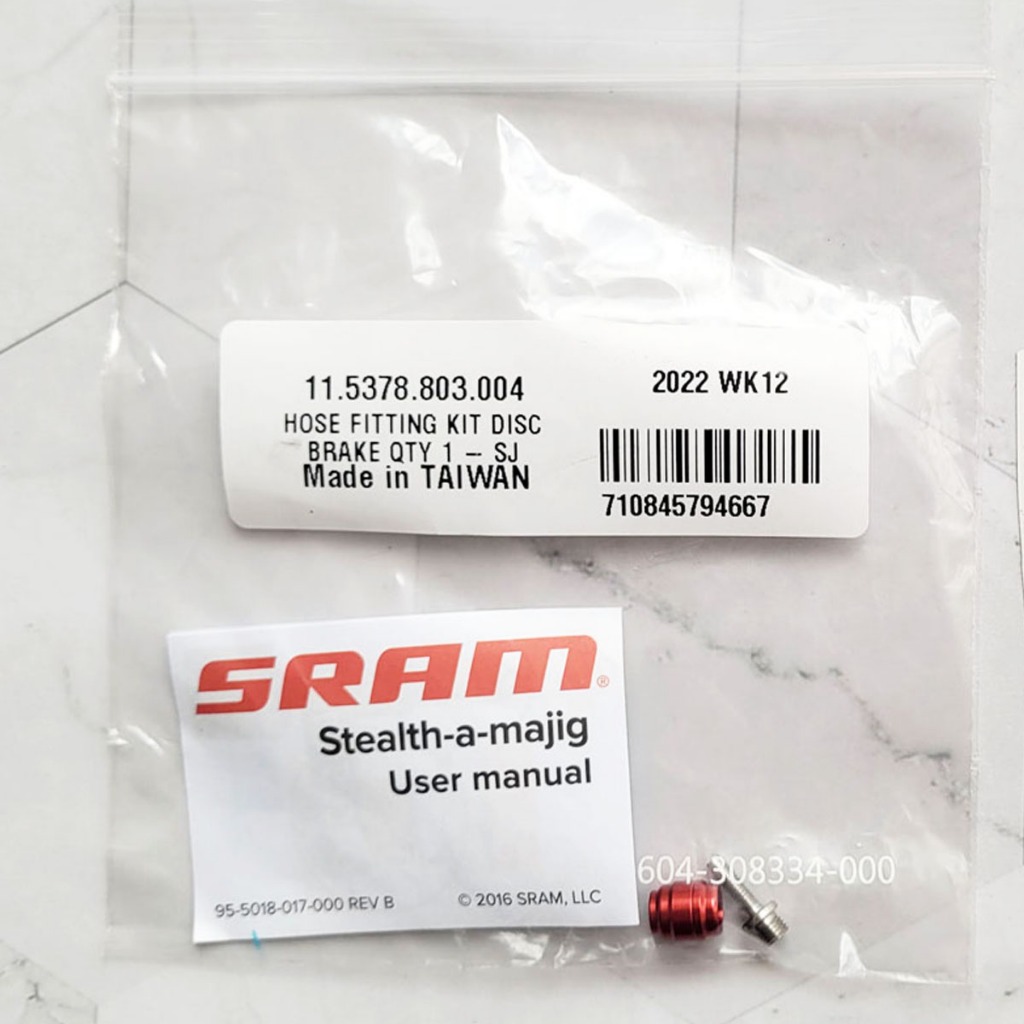 11.5378.803.004
HOSE FITTING KIT DISC
BRAKE QTY 1 – SJ
Made in TAIWAN
2022 WK12
710845794667
SRAM®
Stealth-a-majig
User manual
95-5018-017-000 REV B
© 2016 SRAM, LLC
604-308334-000